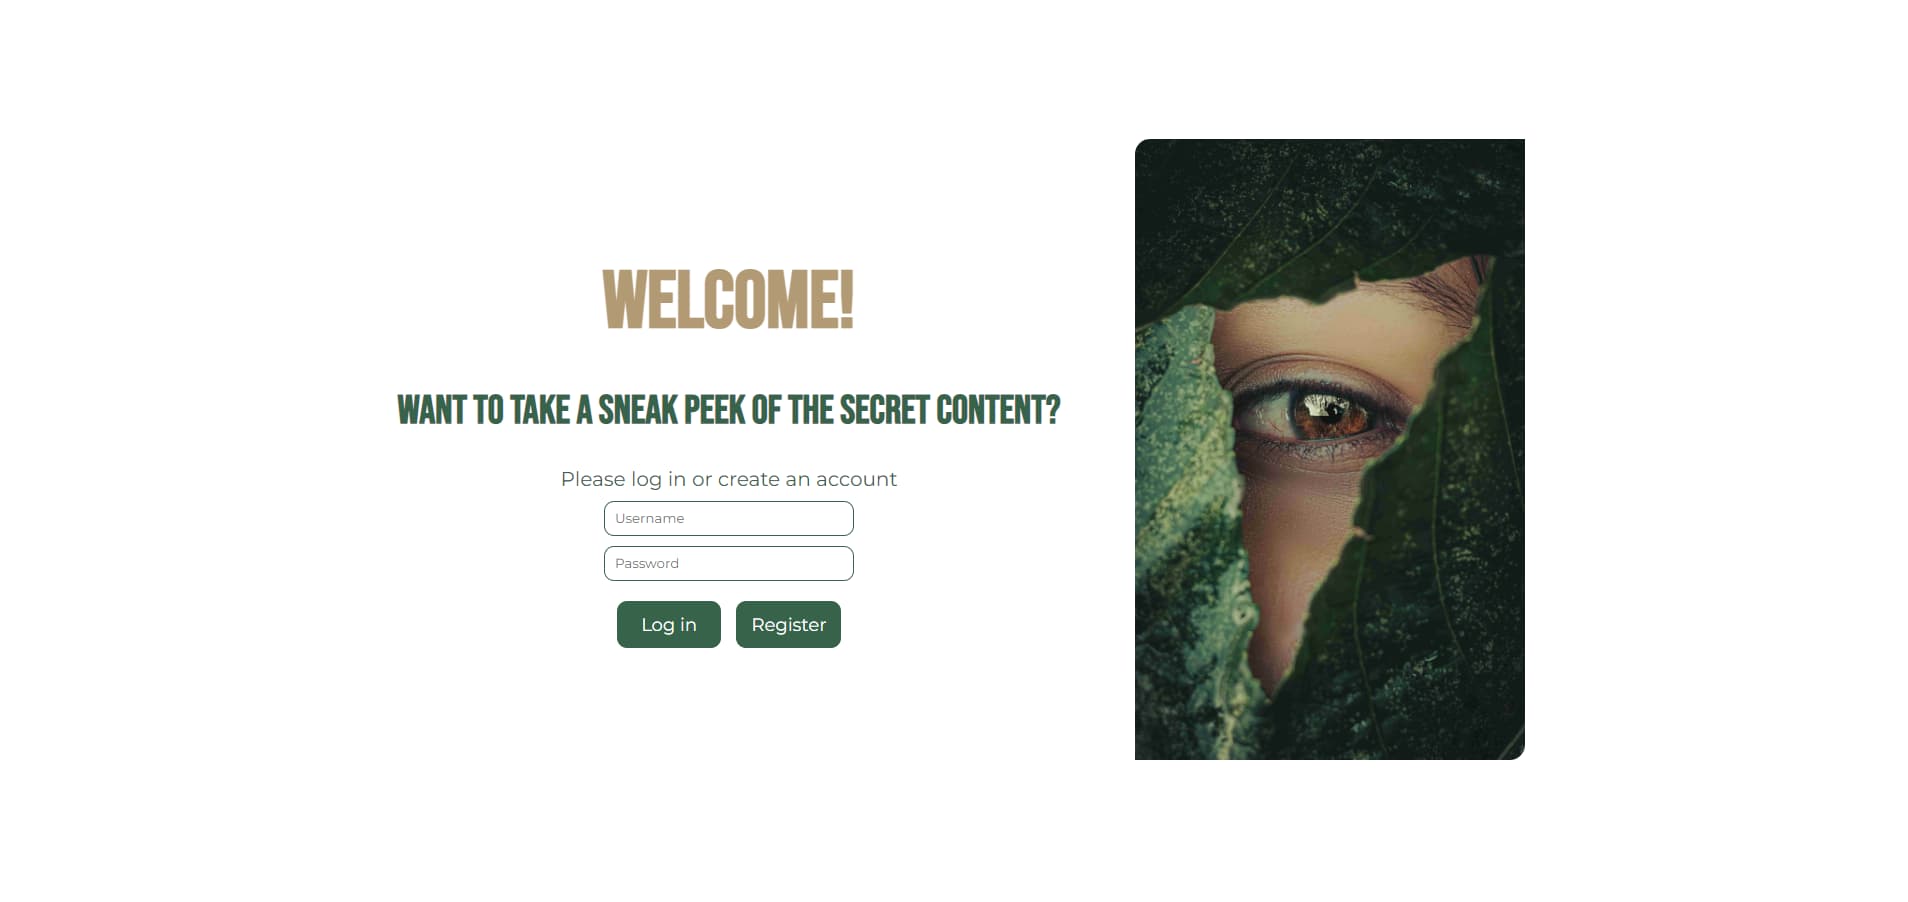 WELCOME!
WANT TO TAKE A SNEAK PEEK OF THE SECRET CONTENT?
Please log in or create an account
Username
Password
Log in
Register